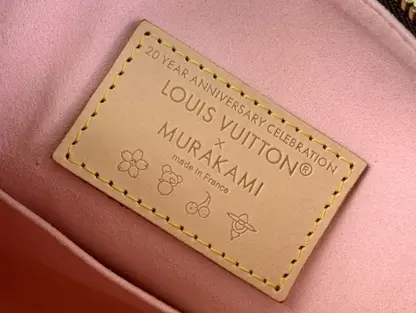 20 YEAR ANNIVERSARY CELEBRATION
LOUIS VUITTON®
×
MURAKAMI
made in France